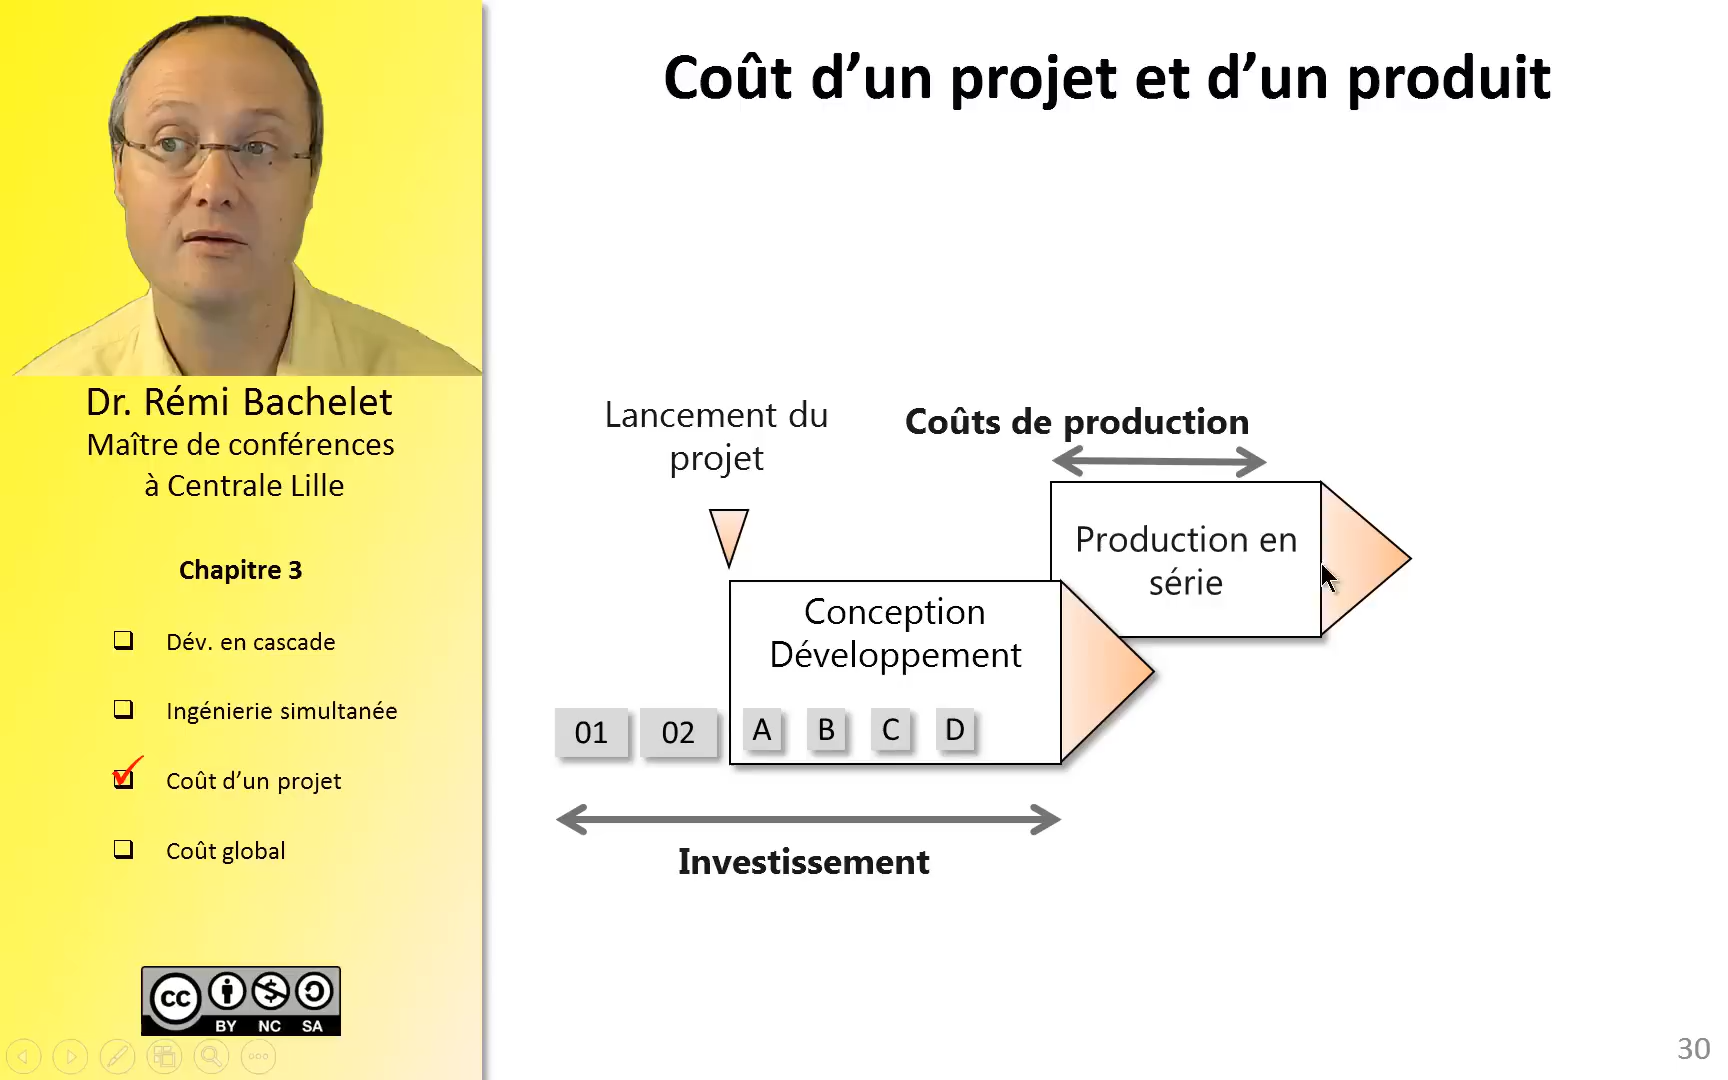 Coût d’un projet et d’un produit
Dr. Rémi Bachelet
Maître de conférences
à Centrale Lille
Chapitre 3
Dév. en cascade
Ingénierie simultanée
Coût d’un projet
Coût global
CC
BY NC SA
Lancement du
projet
Coûts de production
Production en
série
Conception
Développement
01 02 A B C D
Investissement
30